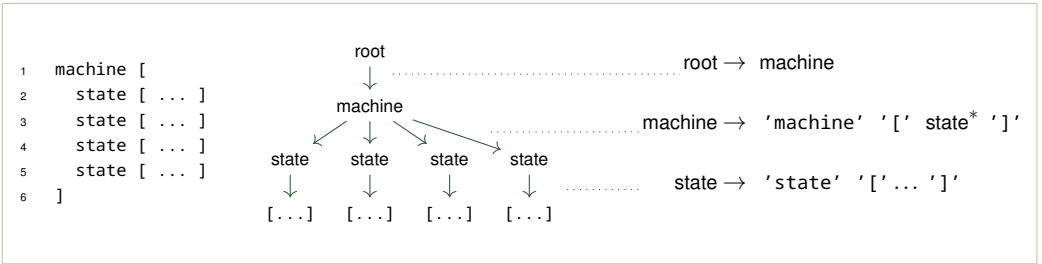 1 machine [
2 state [ ... ]
3 state [ ... ]
4 state [ ... ]
5 state [ ... ]
6 ]
root
machine
state state state state
[...] [...] [...] [...]
root → machine
machine → 'machine' '[' state* ']'
state → 'state' '['... ']'